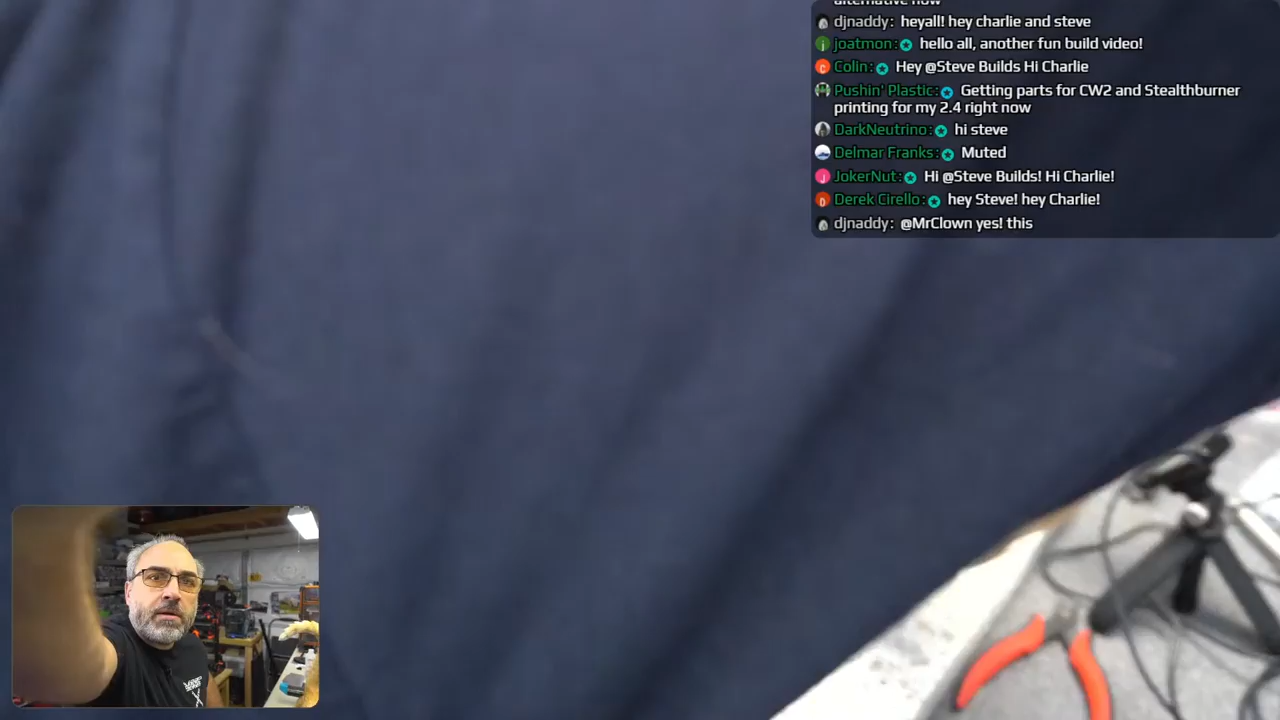 alternative now
djnaddy: heyall! hey charlie and steve
joatmon: hello all, another fun build video!
Colin: Hey @Steve Builds Hi Charlie
Pushin' Plastic: Getting parts for CW2 and Stealthburner
printing for my 2.4 right now
DarkNeutrino: hi steve
Delmar Franks: Muted
JokerNut: Hi @Steve Builds! Hi Charlie!
Derek Cirello: hey Steve! hey Charlie!
djnaddy: @MrClown yes! this